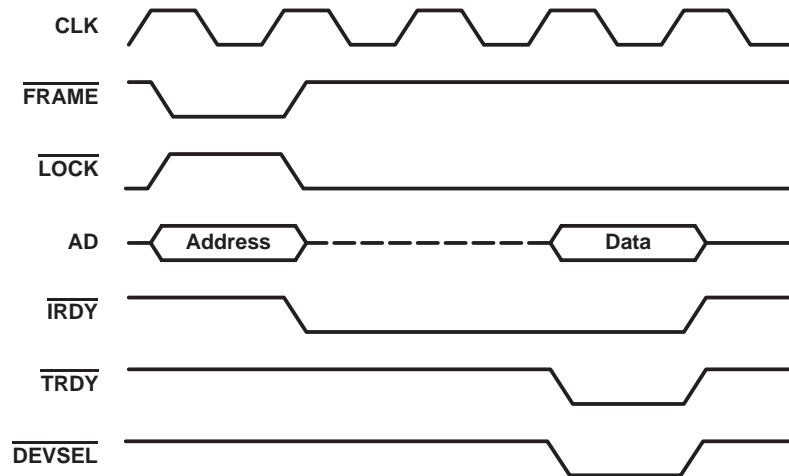 CLK
FRAME
LOCK
AD Address Data
IRDY
TRDY
DEVSEL